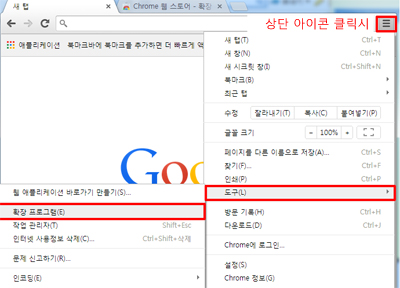 새 탭
Chrome 웹 스토어 - 확장
상단 아이콘 클릭시
애플리케이션
북마크바에 북마크를 추가하면 더 빠르게 액
Goo
새 탭(T) Ctrl+T
새 창(N) Ctrl+N
새 시크릿 창(I) Ctrl+Shift+N
북마크(B)
최근 탭
수정 잘라내기(T) 복사(C) 붙여넣기(P)
글꼴 크기 - 100% +
페이지를 다른 이름으로 저장(A)... Ctrl+S
찾기(F)... Ctrl+F
인쇄(P)... Ctrl+P
도구(L)
방문 기록(H) Ctrl+H
다운로드(D) Ctrl+J
Chrome에 로그인...
설정(S)
Chrome 정보(G)
웹 애플리케이션 바로가기 만들기(S)...
확장 프로그램(E)
작업 관리자(T) Shift+Esc
인터넷 사용정보 삭제(C)... Ctrl+Shift+삭제
문제 신고하기(R)...
인코딩(E)